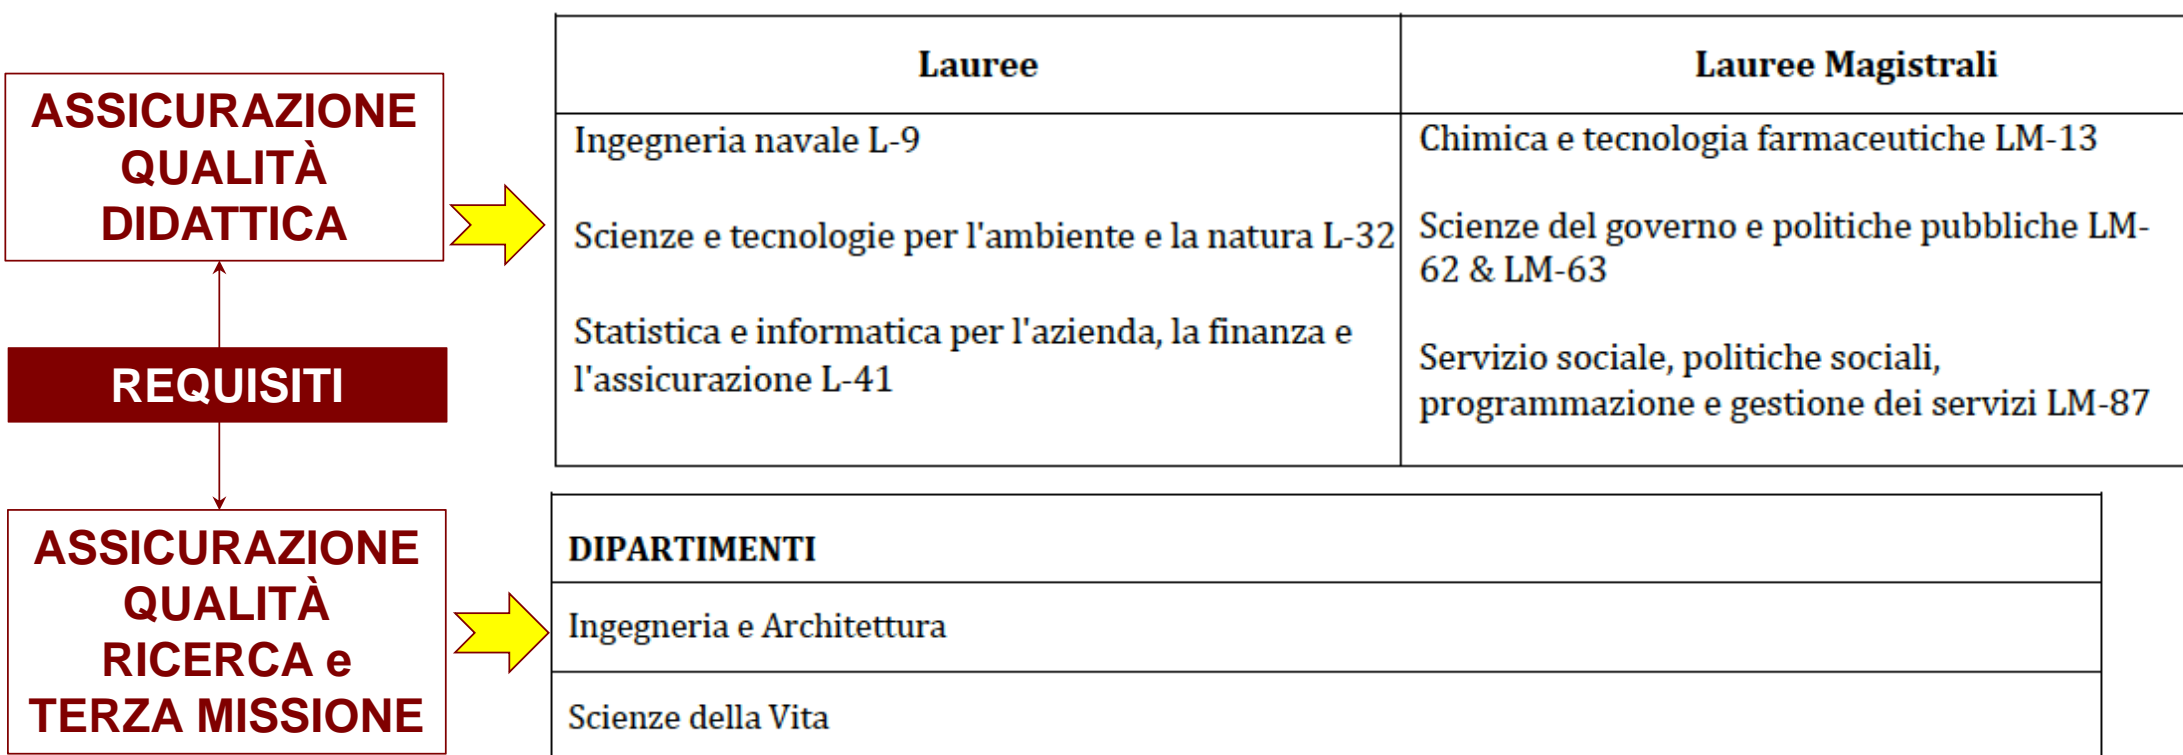 ASSICURAZIONE
QUALITÀ
DIDATTICA
REQUISITI
ASSICURAZIONE
QUALITÀ
RICERCA e
TERZA MISSIONE
Lauree
Lauree Magistrali
Ingegneria navale L-9
Scienze e tecnologie per l'ambiente e la natura L-32
Statistica e informatica per l'azienda, la finanza e
l'assicurazione L-41
Chimica e tecnologia farmaceutiche LM-13
Scienze del governo e politiche pubbliche LM-
62 & LM-63
Servizio sociale, politiche sociali,
programmazione e gestione dei servizi LM-87
DIPARTIMENTI
Ingegneria e Architettura
Scienze della Vita